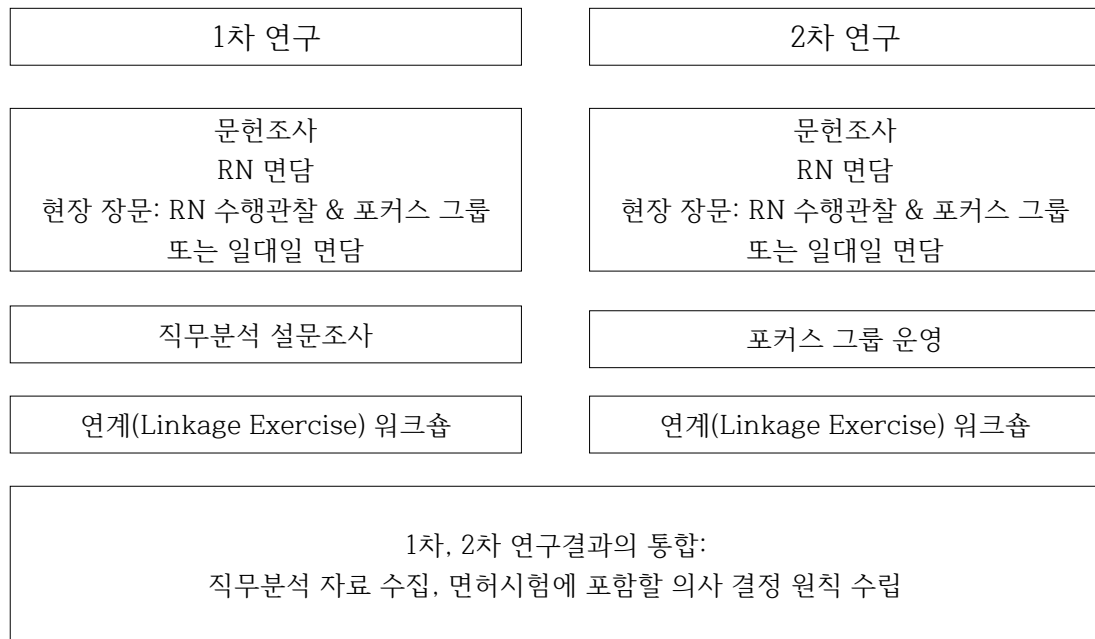 1차 연구
2차 연구
문헌조사
RN 면담
현장 장문: RN 수행관찰 & 포커스 그룹
또는 일대일 면담
문헌조사
RN 면담
현장 장문: RN 수행관찰 & 포커스 그룹
또는 일대일 면담
직무분석 설문조사
포커스 그룹 운영
연계(Linkage Exercise) 워크숍
연계(Linkage Exercise) 워크숍
1차, 2차 연구결과의 통합:
직무분석 자료 수집, 면허시험에 포함할 의사 결정 원칙 수립